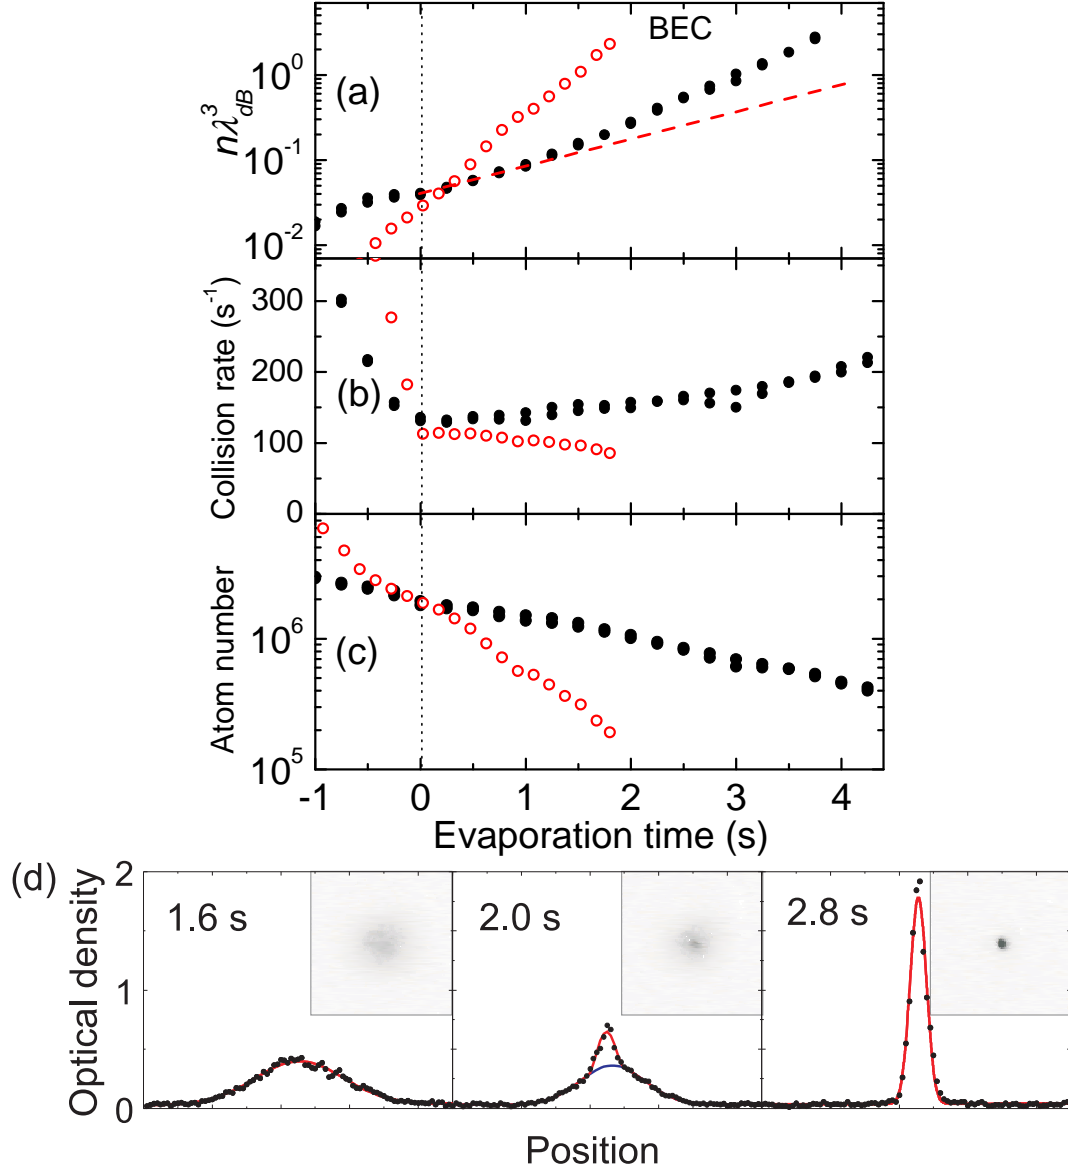 BEC
(a)
nλ³dB
10⁰
10⁻¹
10⁻²
(b)
Collision rate (s⁻¹)
300
200
100
0
(c)
Atom number
10⁶
10⁵
-1 0 1 2 3 4
Evaporation time (s)
(d)
Optical density
2
1
0
1.6 s 2.0 s 2.8 s
Position